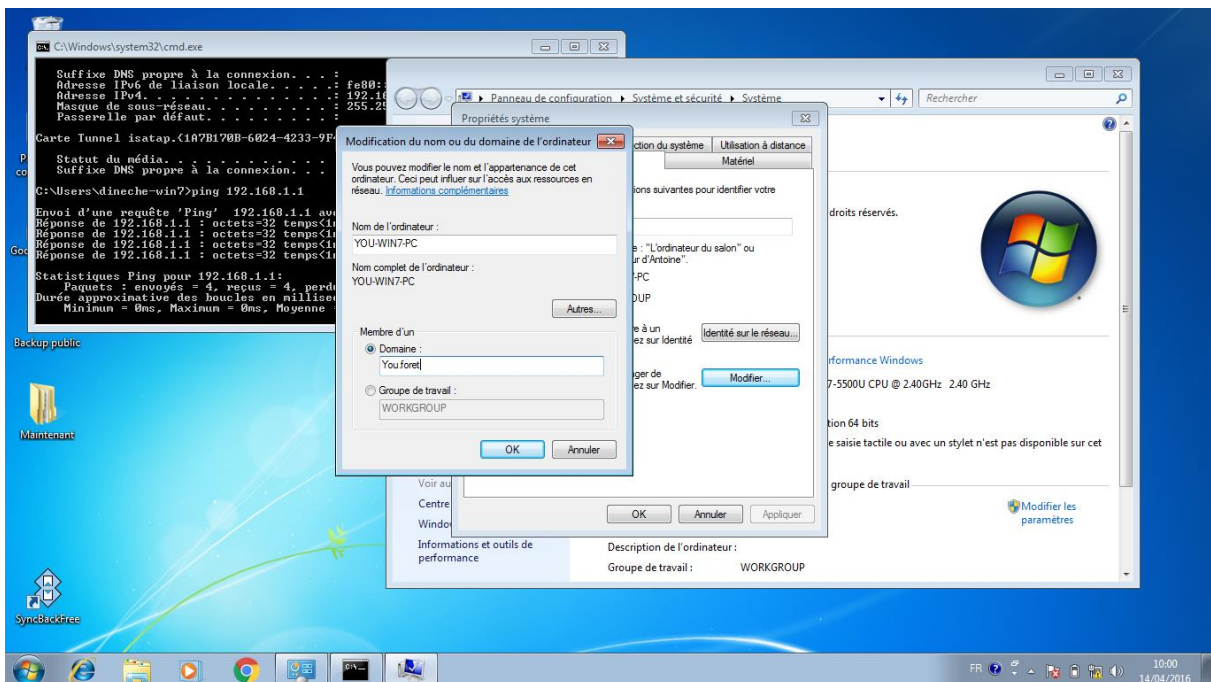 C:\Windows\system32\cmd.exe
Suffixe DNS propre à la connexion. . . :
Adresse IPv6 de liaison locale. . . . .: fe80:
Adresse IPv4. . . . . . . . . . . . . .: 192.16
Masque de sous-réseau. . . . . . . . . : 255.25
Passerelle par défaut. . . . . . . . . :
Carte Tunnel isatap.{1A7B170B-6024-4233-9F
Statut du média. . . . . . . . . . . .
Suffixe DNS propre à la connexion. . .
C:\Users\dineche-win7>ping 192.168.1.1
Envoi d'une requête 'Ping' 192.168.1.1 ave
Réponse de 192.168.1.1 : octets=32 temps<1
Réponse de 192.168.1.1 : octets=32 temps<1
Réponse de 192.168.1.1 : octets=32 temps<1
Réponse de 192.168.1.1 : octets=32 temps<1
Statistiques Ping pour 192.168.1.1:
Paquets : envoyés = 4, reçus = 4, perdu
Durée approximative des boucles en millise
Minimum = 0ms, Maximum = 0ms, Moyenne
Panneau de configuration Système et sécurité Système
Rechercher
Propriétés système
ction du système Utilisation à distance
Matériel
ions suivantes pour identifier votre
e : "L'ordinateur du salon" ou
ur d'Antoine".
-PC
OUP
e à un
ez sur Identité
Identité sur le réseau...
ger de
ez sur Modifier.
Modifier...
OK Annuler Appliquer
Modification du nom ou du domaine de l'ordinateur
Vous pouvez modifier le nom et l'appartenance de cet
ordinateur. Ceci peut influer sur l'accès aux ressources en
réseau. Informations complémentaires
Nom de l'ordinateur :
YOU-WIN7-PC
Nom complet de l'ordinateur :
YOU-WIN7-PC
Autres...
Membre d'un
Domaine :
You.foret
Groupe de travail :
WORKGROUP
OK Annuler
droits réservés.
rformance Windows
7-5500U CPU @ 2.40GHz 2.40 GHz
tion 64 bits
e saisie tactile ou avec un stylet n'est pas disponible sur cet
groupe de travail
Modifier les
paramètres
Voir au
Centre
Windo
Informations et outils de
performance
Description de l'ordinateur :
Groupe de travail : WORKGROUP
P
co
Goo
Backup public
Maintenant
SyncBackFree
FR
10:00
14/04/2016